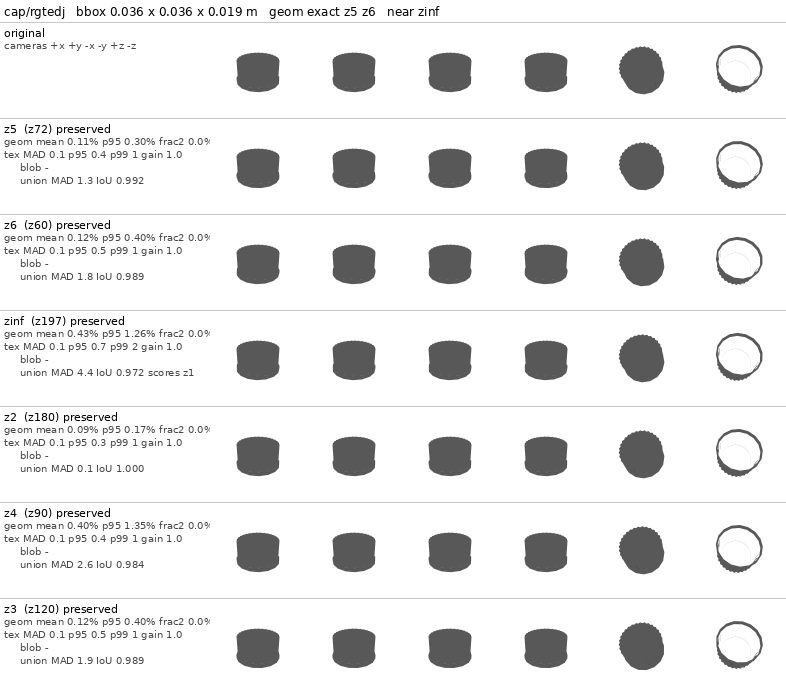 cap/rgtedj bbox 0.036 x 0.036 x 0.019 m geom exact z5 z6 near zinf
original
cameras +x +y -x -y +z -z
z5 (z72) preserved
geom mean 0.11% p95 0.30% frac2 0.0%
tex MAD 0.1 p95 0.4 p99 1 gain 1.0
blob -
union MAD 1.3 IoU 0.992
z6 (z60) preserved
geom mean 0.12% p95 0.40% frac2 0.0%
tex MAD 0.1 p95 0.5 p99 1 gain 1.0
blob -
union MAD 1.8 IoU 0.989
zinf (z197) preserved
geom mean 0.43% p95 1.26% frac2 0.0%
tex MAD 0.1 p95 0.7 p99 2 gain 1.0
blob -
union MAD 4.4 IoU 0.972 scores z1
z2 (z180) preserved
geom mean 0.09% p95 0.17% frac2 0.0%
tex MAD 0.1 p95 0.3 p99 1 gain 1.0
blob -
union MAD 0.1 IoU 1.000
z4 (z90) preserved
geom mean 0.40% p95 1.35% frac2 0.0%
tex MAD 0.1 p95 0.4 p99 1 gain 1.0
blob -
union MAD 2.6 IoU 0.984
z3 (z120) preserved
geom mean 0.12% p95 0.40% frac2 0.0%
tex MAD 0.1 p95 0.5 p99 1 gain 1.0
blob -
union MAD 1.9 IoU 0.989